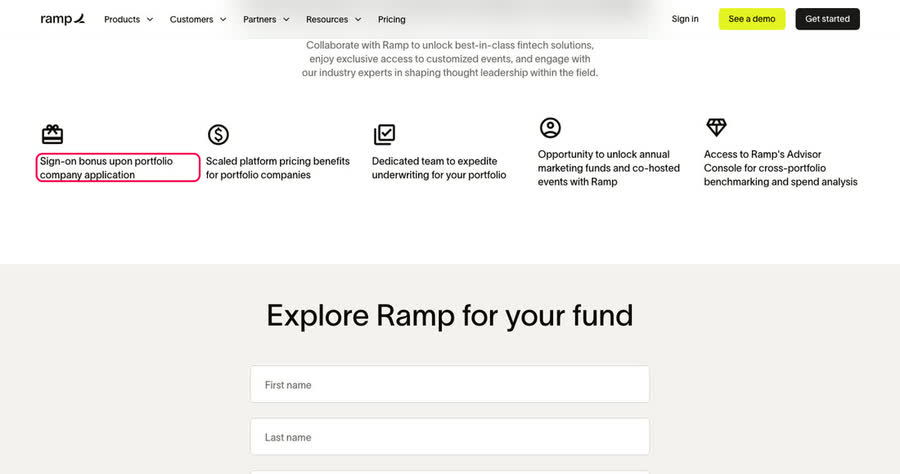 ramp
Products
Customers
Partners
Resources
Pricing
Sign in
See a demo
Get started
Collaborate with Ramp to unlock best-in-class fintech solutions,
enjoy exclusive access to customized events, and engage with
our industry experts in shaping thought leadership within the field.
Sign-on bonus upon portfolio
company application
Scaled platform pricing benefits
for portfolio companies
Dedicated team to expedite
underwriting for your portfolio
Opportunity to unlock annual
marketing funds and co-hosted
events with Ramp
Access to Ramp's Advisor
Console for cross-portfolio
benchmarking and spend analysis
Explore Ramp for your fund
First name
Last name